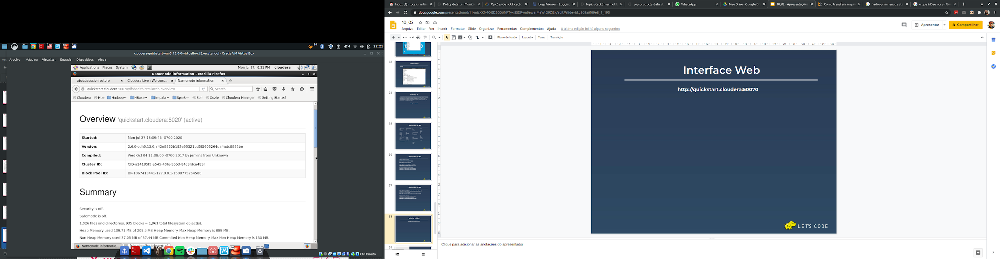 10
22:21
cloudera-quickstart-vm-5.13.0-0-virtualbox [Executando] - Oracle VM VirtualBox
Arquivo Máquina Visualizar Entrada Dispositivos Ajuda
Applications Places System Mon Jul 27, 6:21 PM cloudera
Namenode information - Mozilla Firefox
about:sessionrestore Cloudera Live : Welcom... Namenode information
quickstart.cloudera:50070/dfshealth.html#tab-overview Search
Cloudera Hue Hadoop HBase Impala Spark Solr Oozie Cloudera Manager Getting Started
Overview 'quickstart.cloudera:8020' (active)
Started: Mon Jul 27 18:09:45 -0700 2020
Version: 2.6.0-cdh5.13.0, r42e8860b182e55321bd5f5605264da4adc8882be
Compiled: Wed Oct 04 11:08:00 -0700 2017 by jenkins from Unknown
Cluster ID: CID-a24185f9-a545-40fe-9553-84c3fdca489f
Block Pool ID: BP-1067413441-127.0.0.1-1508775264580
Summary
Security is off.
Safemode is off.
1,026 files and directories, 935 blocks = 1,961 total filesystem object(s).
Heap Memory used 109.71 MB of 209.5 MB Heap Memory. Max Heap Memory is 889 MB.
Non Heap Memory used 37.05 MB of 37.44 MB Commited Non Heap Memory. Max Non Heap Memory is 130 MB.
Namenode informatio... [cloudera@quickstart:~]
Ctrl Direito
Inbox (1) - lucas.martin Policy details – Monito Opções de notificação Logs Viewer – Logging topic-stackdriver-notif zup-products-data-d... WhatsApp Meu Drive - Google Dri 10_02 - Apresentações Como transferir arquiv hadoop namenode sta o que é Daemons - Goo
docs.google.com/presentation/d/11-mjzXKN4OGDZCQ6NFTyx-SSDPwn0ewerMeWlQ9ZjSk/edit#slide=id.g869a6f09e8_1_195
10_02
Arquivo Editar Ver Inserir Formatar Slide Organizar Ferramentas Complementos Ajuda A última edição foi há alguns segundos
Apresentar Compartilhar
Plano de fundo Layout Tema Transição
33
Comandos
34
hadoop fs
35
Comandos HDFS
36
Comandos HDFS
37
Comandos HDFS
38
Interface Web
39
Interface Web
http://quickstart.cloudera:50070
LET'S CODE
Clique para adicionar as anotações do apresentador